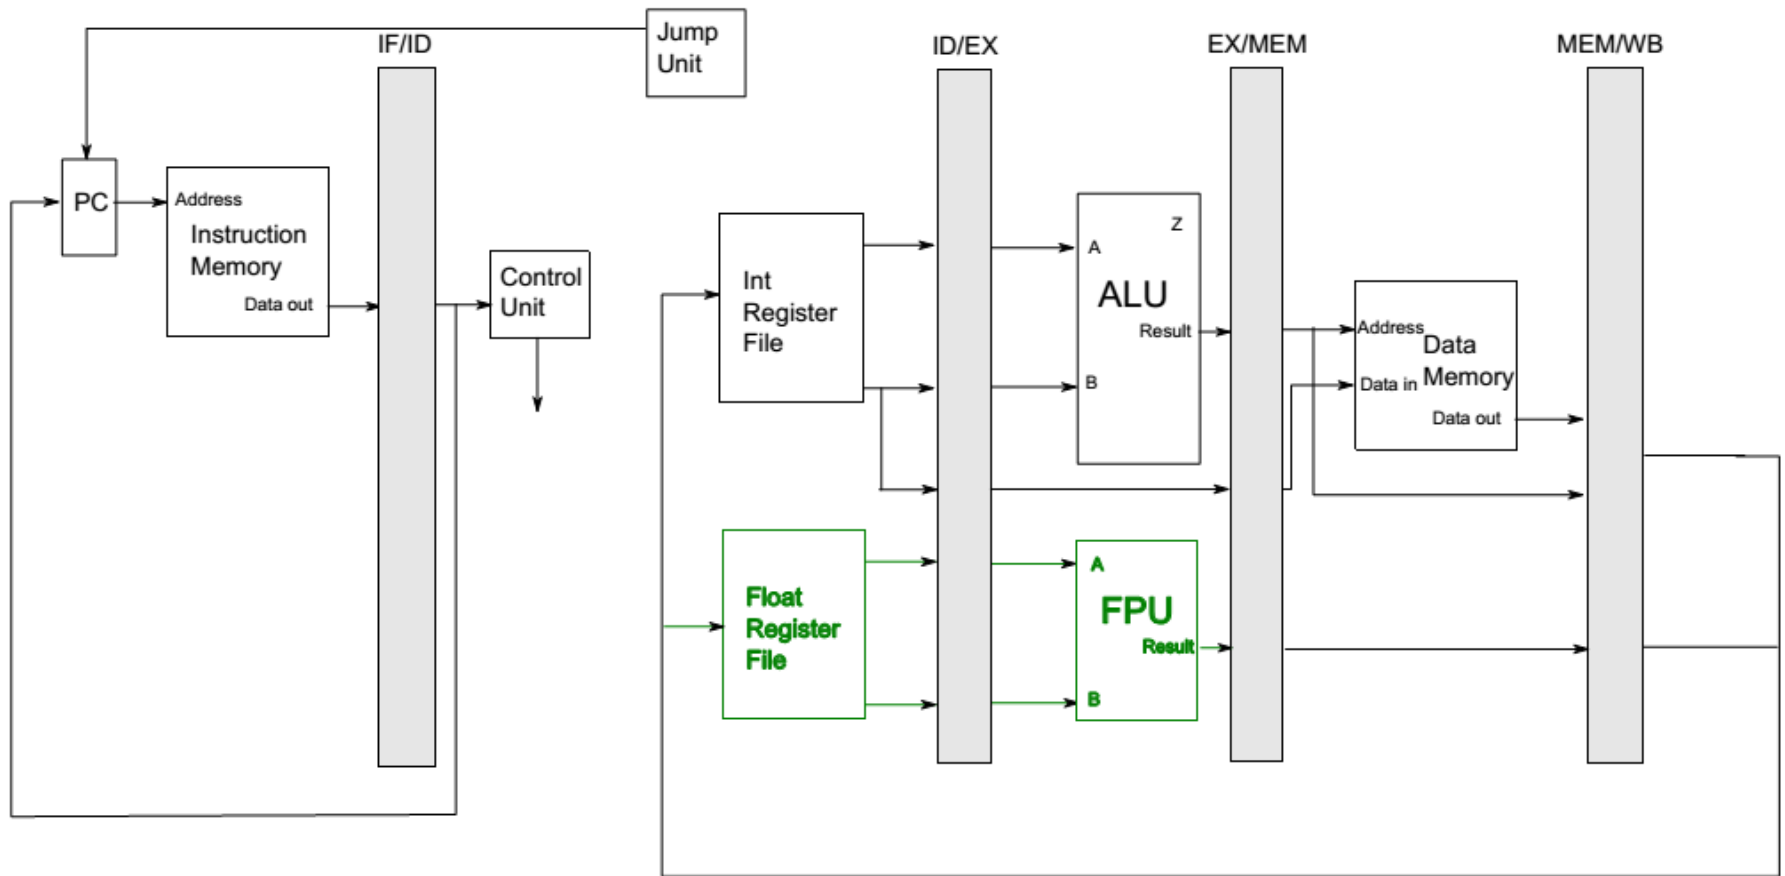 Jump
Unit
IF/ID
ID/EX
EX/MEM
MEM/WB
PC
Address
Instruction
Memory
Data out
Control
Unit
Int
Register
File
Z
A
ALU
Result
B
Address
Data
Memory
Data in
Data out
Float
Register
File
A
FPU
Result
B